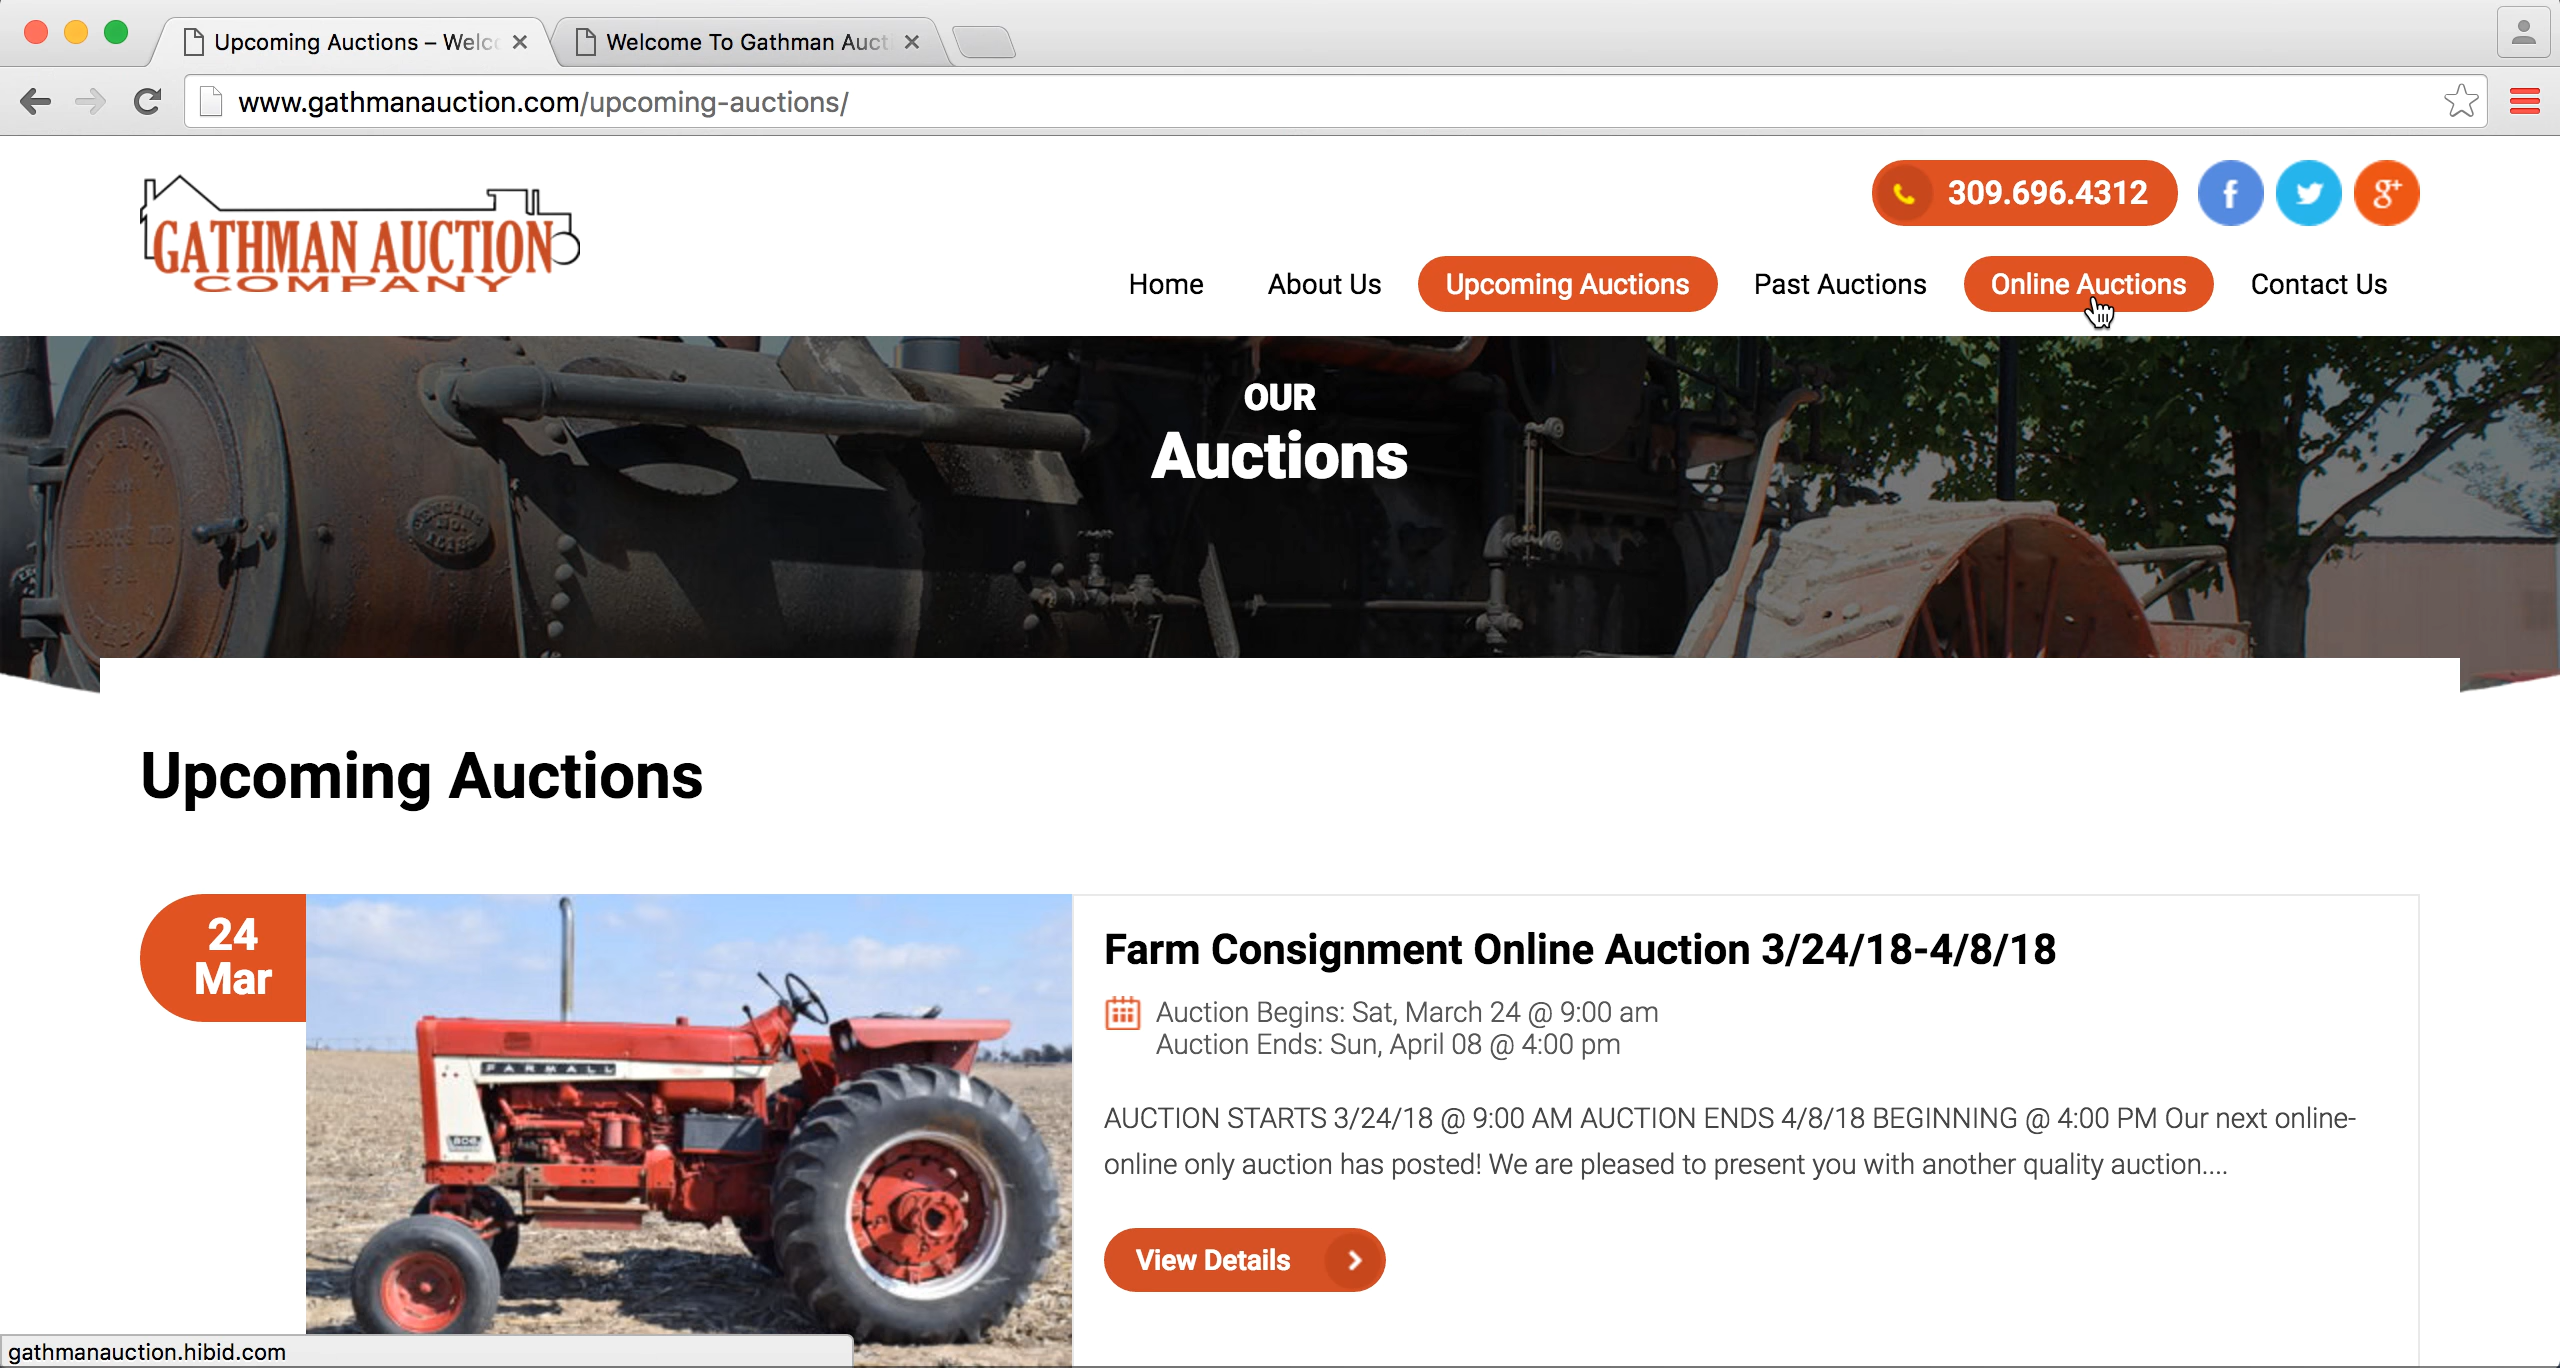 Upcoming Auctions – Welc
Welcome To Gathman Auct
www.gathmanauction.com/upcoming-auctions/
GATHMAN AUCTION
COMPANY
309.696.4312
f
g+
Home
About Us
Upcoming Auctions
Past Auctions
Online Auctions
Contact Us
OUR
Auctions
Upcoming Auctions
24
Mar
FARMALL
806
Farm Consignment Online Auction 3/24/18-4/8/18
Auction Begins: Sat, March 24 @ 9:00 am
Auction Ends: Sun, April 08 @ 4:00 pm
AUCTION STARTS 3/24/18 @ 9:00 AM AUCTION ENDS 4/8/18 BEGINNING @ 4:00 PM Our next online-
online only auction has posted! We are pleased to present you with another quality auction....
View Details
gathmanauction.hibid.com